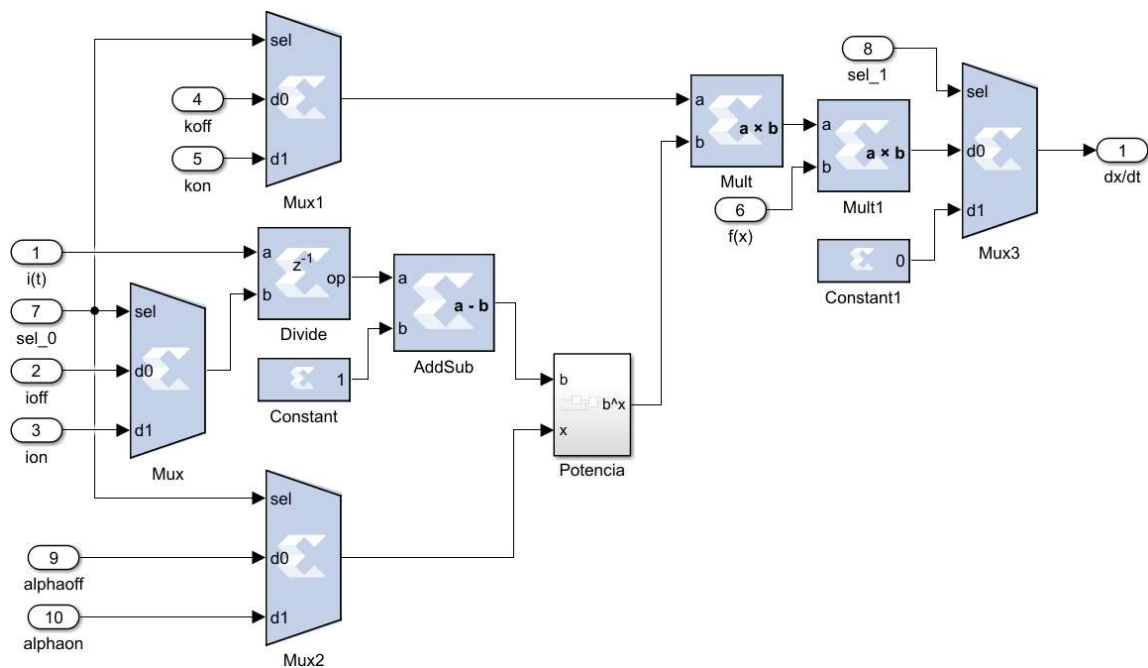 sel
4
koff
d0
5
kon
d1
Mux1
1
i(t)
7
sel_0
2
ioff
3
ion
sel
d0
d1
Mux
a
z-1
op
b
Divide
1
Constant
a
a - b
b
AddSub
b
b^x
x
Potencia
sel
9
alphaoff
d0
10
alphaon
d1
Mux2
a
a × b
b
Mult
6
f(x)
a
a × b
b
Mult1
0
Constant1
8
sel_1
sel
d0
d1
Mux3
1
dx/dt